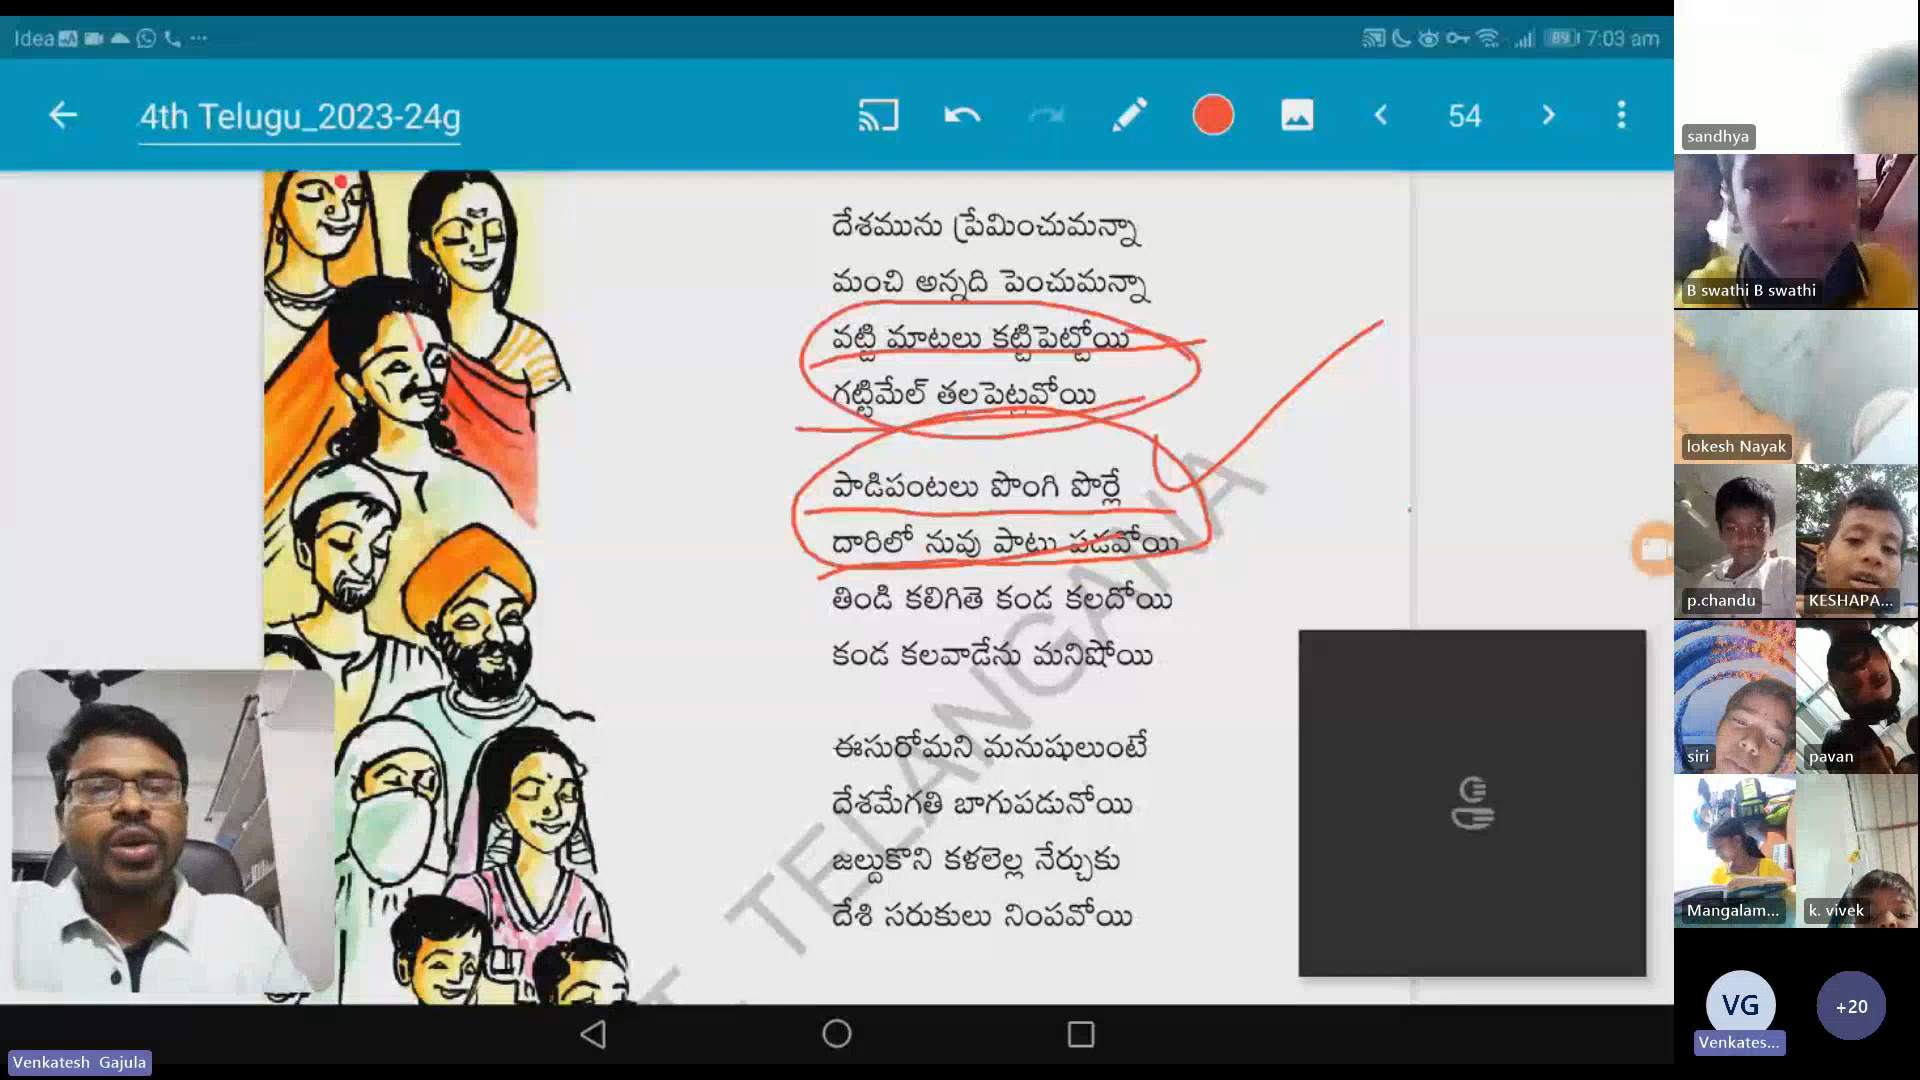 Idea
7:03 am
89
4th Telugu_2023-24g
54
దేశమును ప్రేమించుమన్నా
మంచి అన్నది పెంచుమన్నా
వట్టి మాటలు కట్టిపెట్టోయి
గట్టిమేల్ తలపెట్టవోయి
పాడిపంటలు పొంగి పొర్లే
దారిలో నువు పాటు పడవోయి
తిండి కలిగితె కండ కలదోయి
కండ కలవాడేను మనిషోయి
ఈసురోమని మనుషులుంటే
దేశమేగతి బాగుపడునోయి
జల్దుకొని కళలెల్ల నేర్చుకు
దేశి సరుకులు నింపవోయి
T, TELANGANA
Venkatesh Gajula
sandhya
B swathi B swathi
lokesh Nayak
p.chandu
KESHAPA...
siri
pavan
Mangalam...
k. vivek
VG
Venkates...
+20